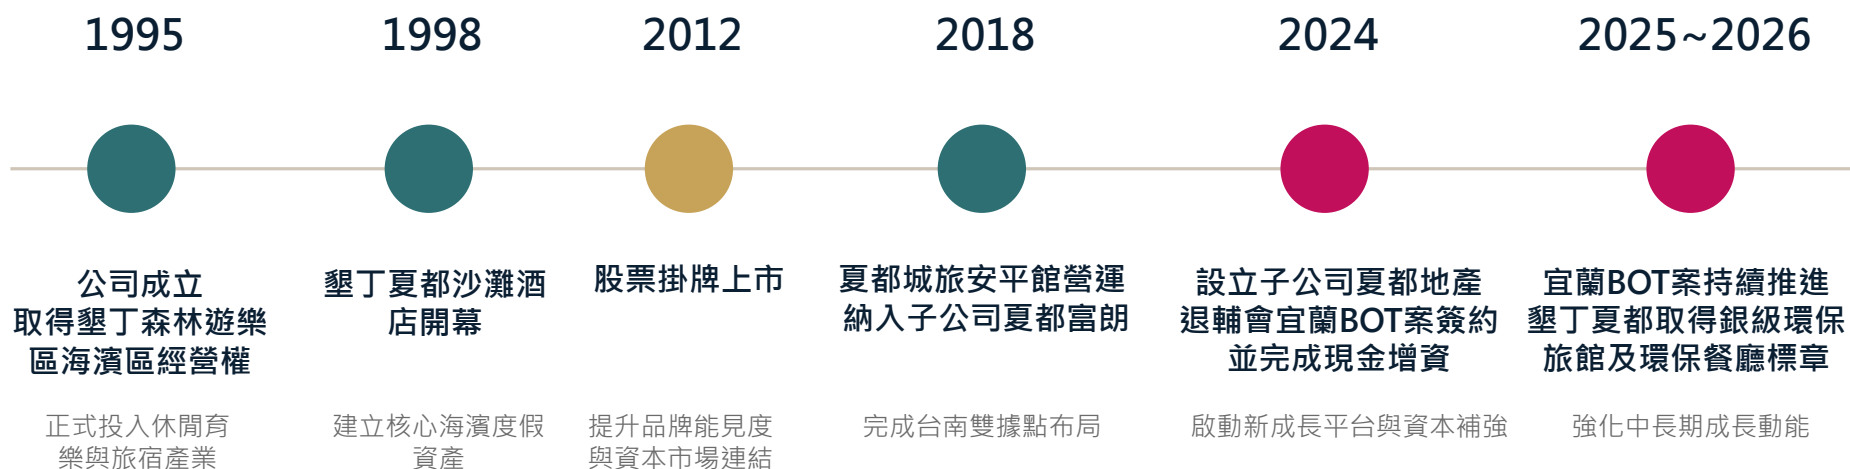 1995
1998
2012
2018
2024
2025~2026
公司成立
取得墾丁森林遊樂
區海濱區經營權
墾丁夏都沙灘酒
店開幕
股票掛牌上市
夏都城旅安平館營運
納入子公司夏都富朗
設立子公司夏都地產
退輔會宜蘭BOT案簽約
並完成現金增資
宜蘭BOT案持續推進
墾丁夏都取得銀級環保
旅館及環保餐廳標章
正式投入休閒育
樂與旅宿產業
建立核心海濱度假
資產
提升品牌能見度
與資本市場連結
完成台南雙據點布局
啟動新成長平台與資本補強
強化中長期成長動能